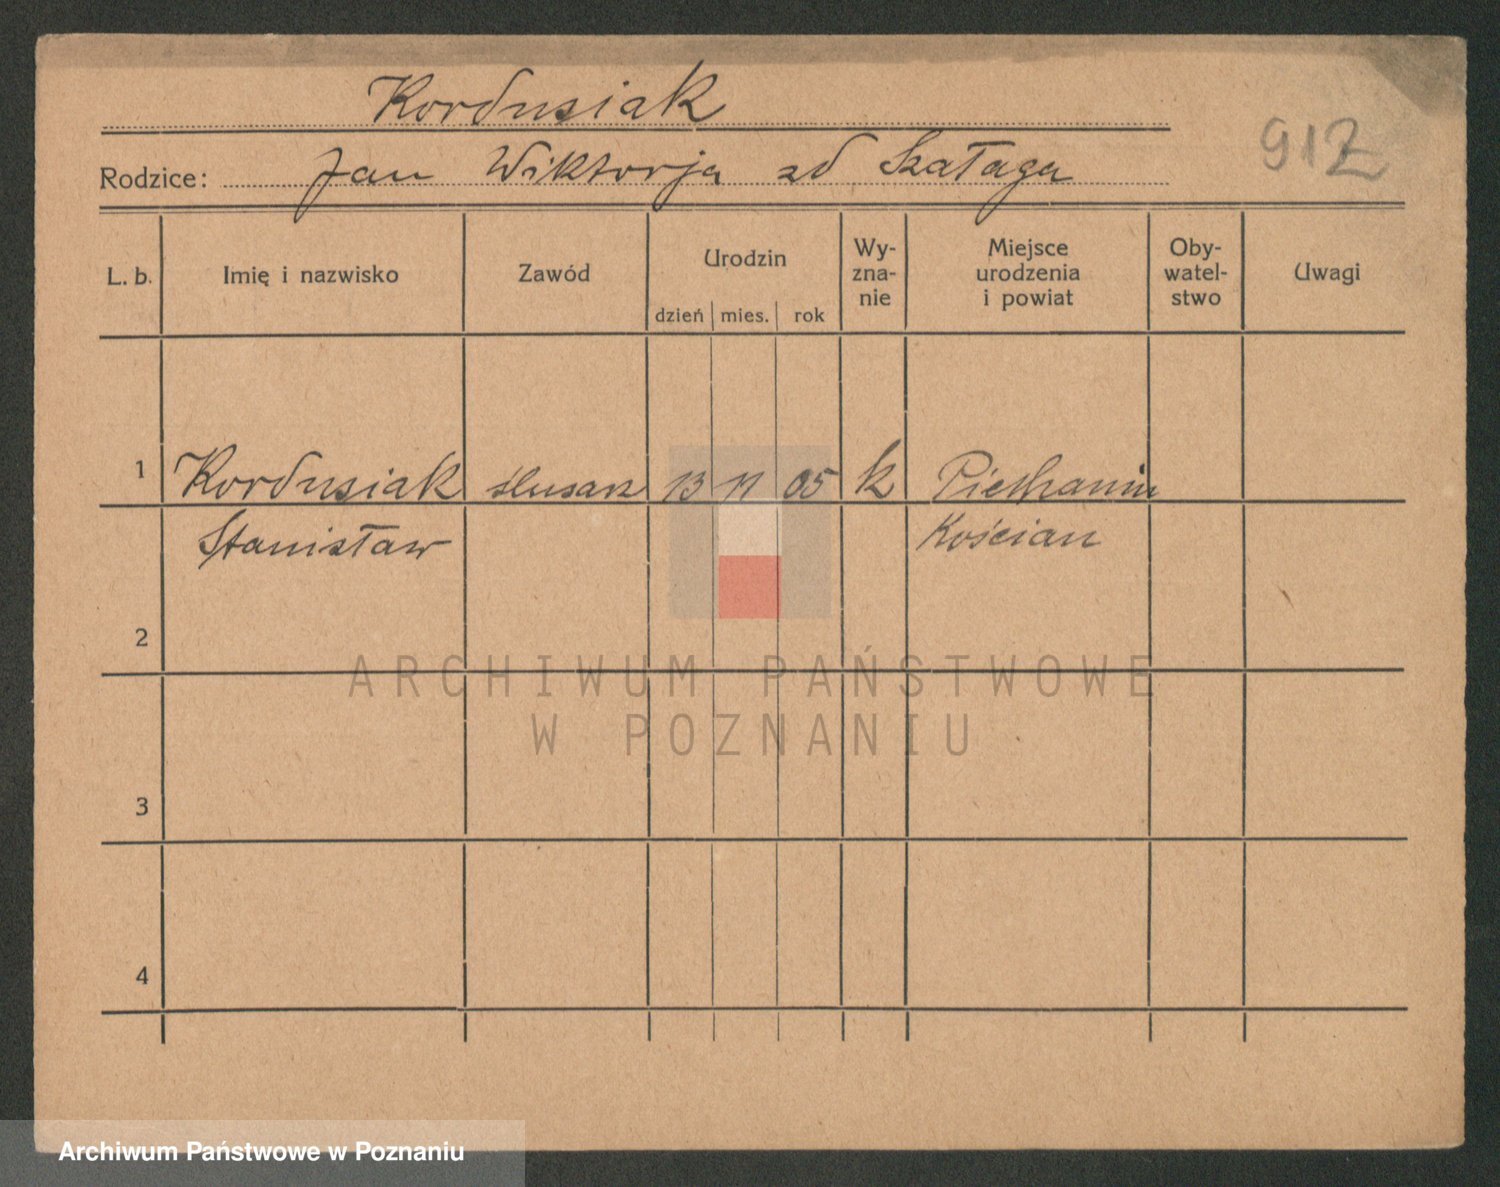 Kordusiak
912
Rodzice: Jan Wiktorja zd Szałaga
L. b. Imię i nazwisko Zawód Urodzin dzień mies. rok Wy-zna-nie Miejsce urodzenia i powiat Oby-watel-stwo Uwagi
1 Kordusiak ślusarz 13 11 05 k Piechanin
Stanisław Kościan
2
ARCHIWUM PAŃSTWOWE
W POZNANIU
3
4
Archiwum Państwowe w Poznaniu